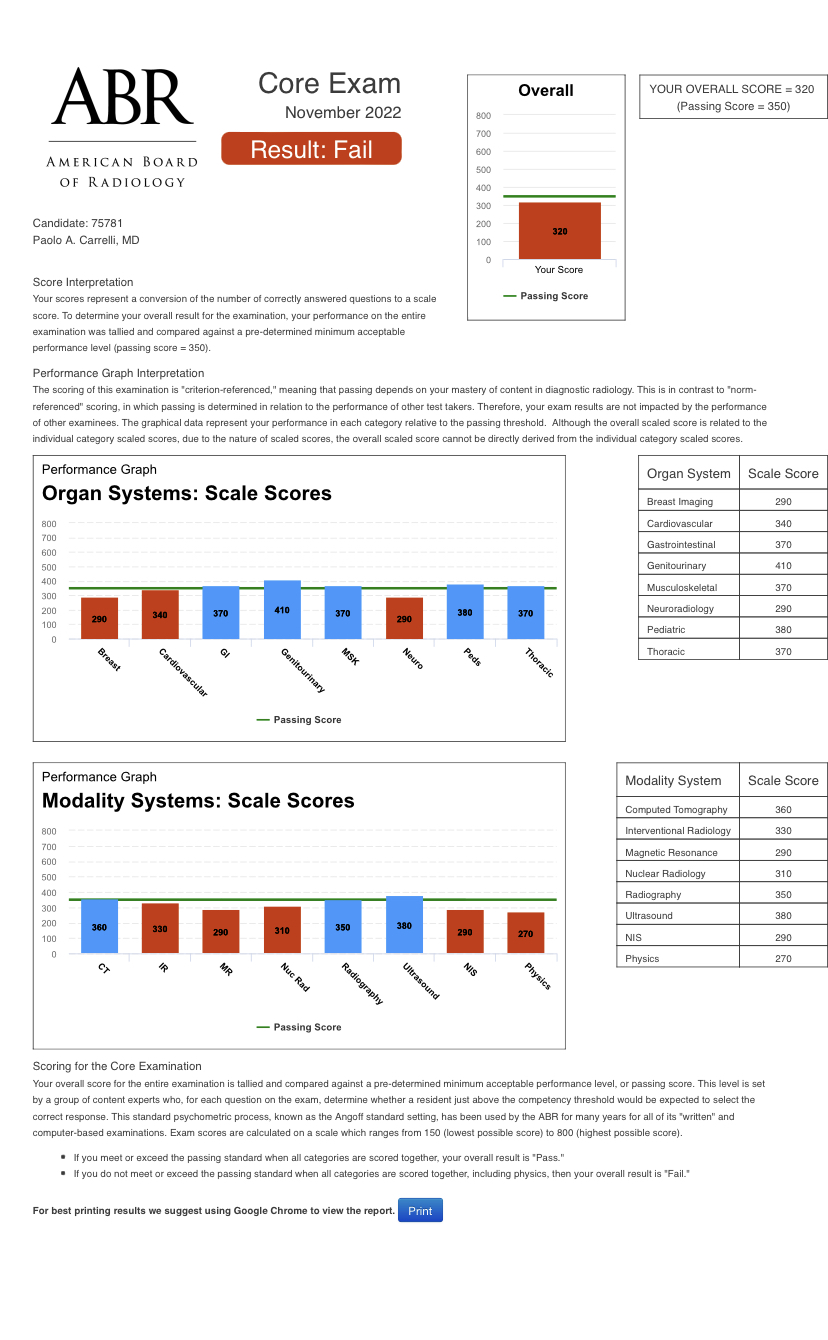 ABR
AMERICAN BOARD
OF RADIOLOGY
Core Exam
November 2022
Result: Fail
Candidate: 75781
Paolo A. Carrelli, MD
Overall
800
700
600
500
400
300
200
100
0
320
Your Score
Passing Score
YOUR OVERALL SCORE = 320
(Passing Score = 350)
Score Interpretation
Your scores represent a conversion of the number of correctly answered questions to a scale
score. To determine your overall result for the examination, your performance on the entire
examination was tallied and compared against a pre-determined minimum acceptable
performance level (passing score = 350).
Performance Graph Interpretation
The scoring of this examination is "criterion-referenced," meaning that passing depends on your mastery of content in diagnostic radiology. This is in contrast to "norm-
referenced" scoring, in which passing is determined in relation to the performance of other test takers. Therefore, your exam results are not impacted by the performance
of other examinees. The graphical data represent your performance in each category relative to the passing threshold. Although the overall scaled score is related to the
individual category scaled scores, due to the nature of scaled scores, the overall scaled score cannot be directly derived from the individual category scaled scores.
Performance Graph
Organ Systems: Scale Scores
800
700
600
500
400
300
200
100
0
290 340 370 410 370 290 380 370
Breast Cardiovascular GI Genitourinary MSK Neuro Peds Thoracic
Passing Score
Organ System Scale Score
Breast Imaging 290
Cardiovascular 340
Gastrointestinal 370
Genitourinary 410
Musculoskeletal 370
Neuroradiology 290
Pediatric 380
Thoracic 370
Performance Graph
Modality Systems: Scale Scores
800
700
600
500
400
300
200
100
0
360 330 290 310 350 380 290 270
CT IR MR Nuc Rad Radiography Ultrasound NIS Physics
Passing Score
Modality System Scale Score
Computed Tomography 360
Interventional Radiology 330
Magnetic Resonance 290
Nuclear Radiology 310
Radiography 350
Ultrasound 380
NIS 290
Physics 270
Scoring for the Core Examination
Your overall score for the entire examination is tallied and compared against a pre-determined minimum acceptable performance level, or passing score. This level is set
by a group of content experts who, for each question on the exam, determine whether a resident just above the competency threshold would be expected to select the
correct response. This standard psychometric process, known as the Angoff standard setting, has been used by the ABR for many years for all of its "written" and
computer-based examinations. Exam scores are calculated on a scale which ranges from 150 (lowest possible score) to 800 (highest possible score).
• If you meet or exceed the passing standard when all categories are scored together, your overall result is "Pass."
• If you do not meet or exceed the passing standard when all categories are scored together, including physics, then your overall result is "Fail."
For best printing results we suggest using Google Chrome to view the report. Print